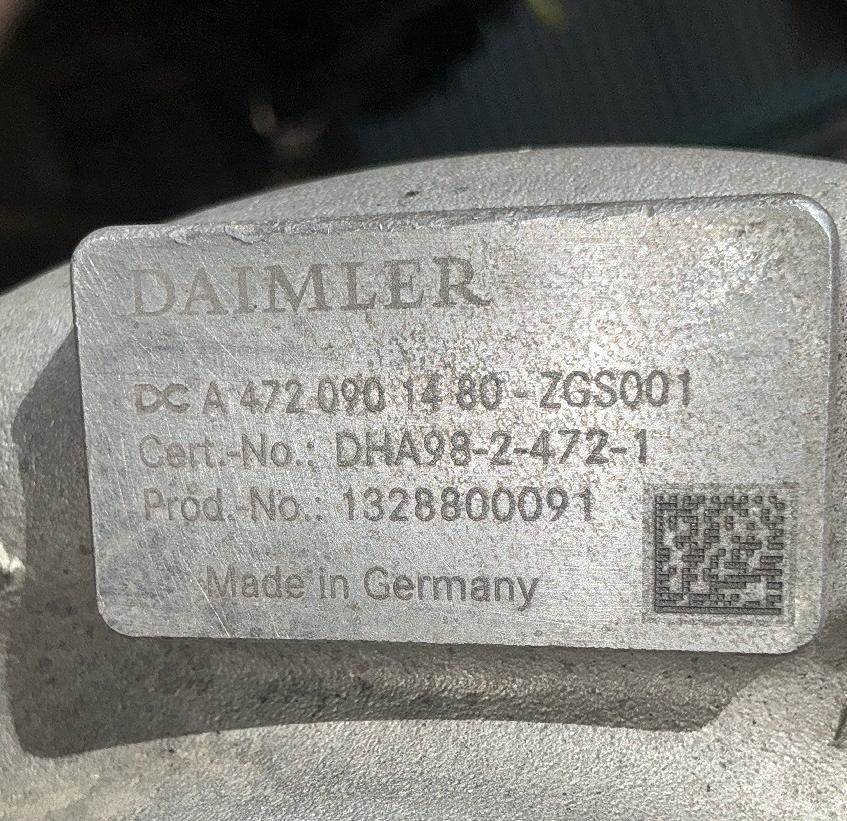 DAIMLER
DC A 472 090 14 80 - ZGS001
Cert.-No.: DHA98-2-472-1
Prod.-No.: 1328800091
Made in Germany